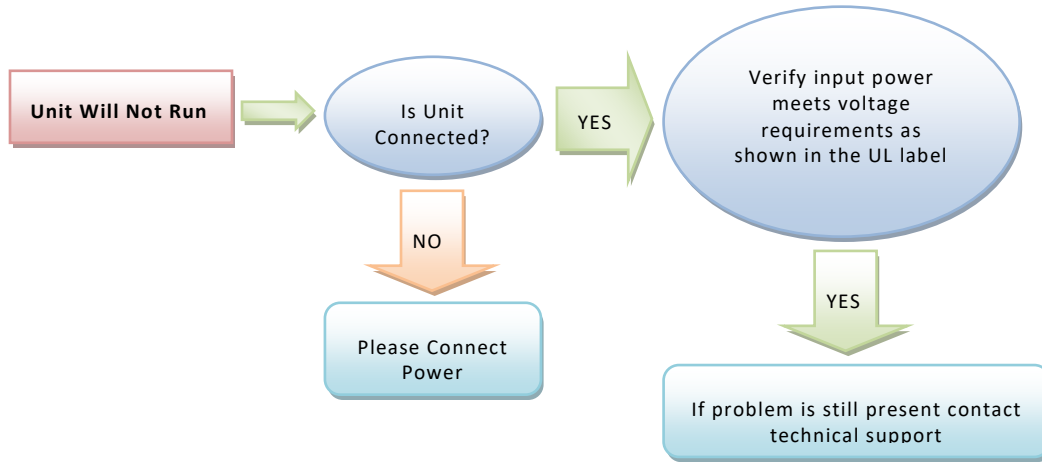 Unit Will Not Run
Is Unit
Connected?
YES
Verify input power
meets voltage
requirements as
shown in the UL label
NO
Please Connect
Power
YES
If problem is still present contact
technical support